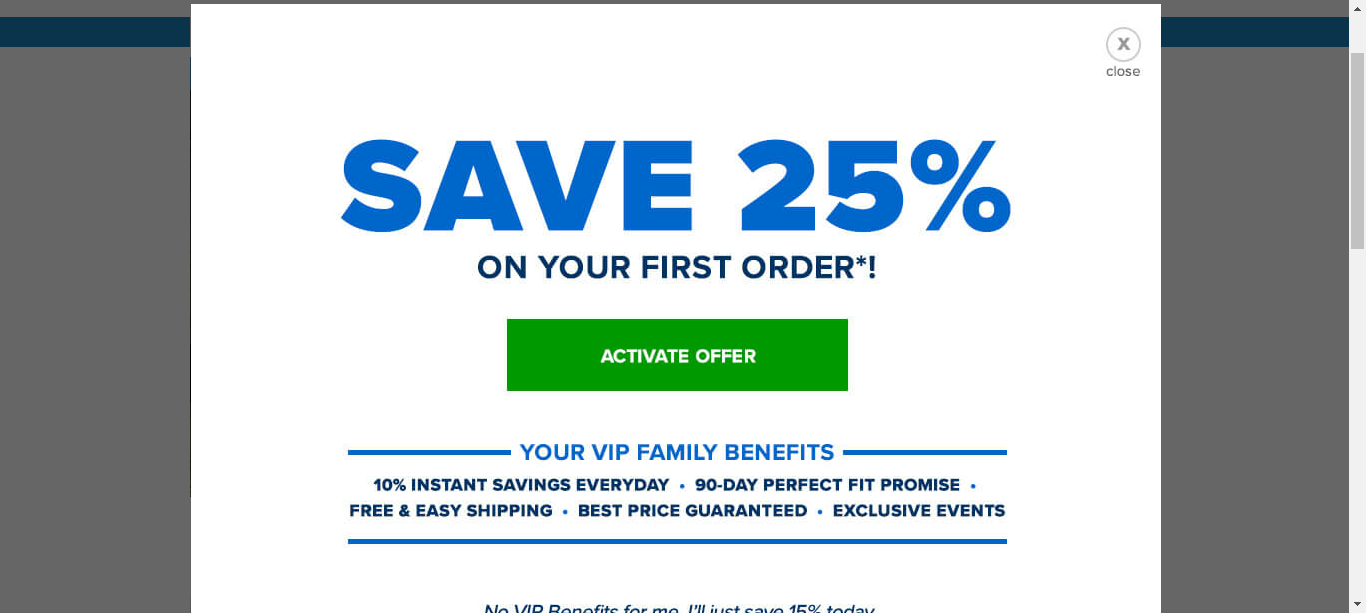 X
close
SAVE 25%
ON YOUR FIRST ORDER*!
ACTIVATE OFFER
YOUR VIP FAMILY BENEFITS
10% INSTANT SAVINGS EVERYDAY • 90-DAY PERFECT FIT PROMISE •
FREE & EASY SHIPPING • BEST PRICE GUARANTEED • EXCLUSIVE EVENTS
No VIP Benefits for me, I'll just save 15% today